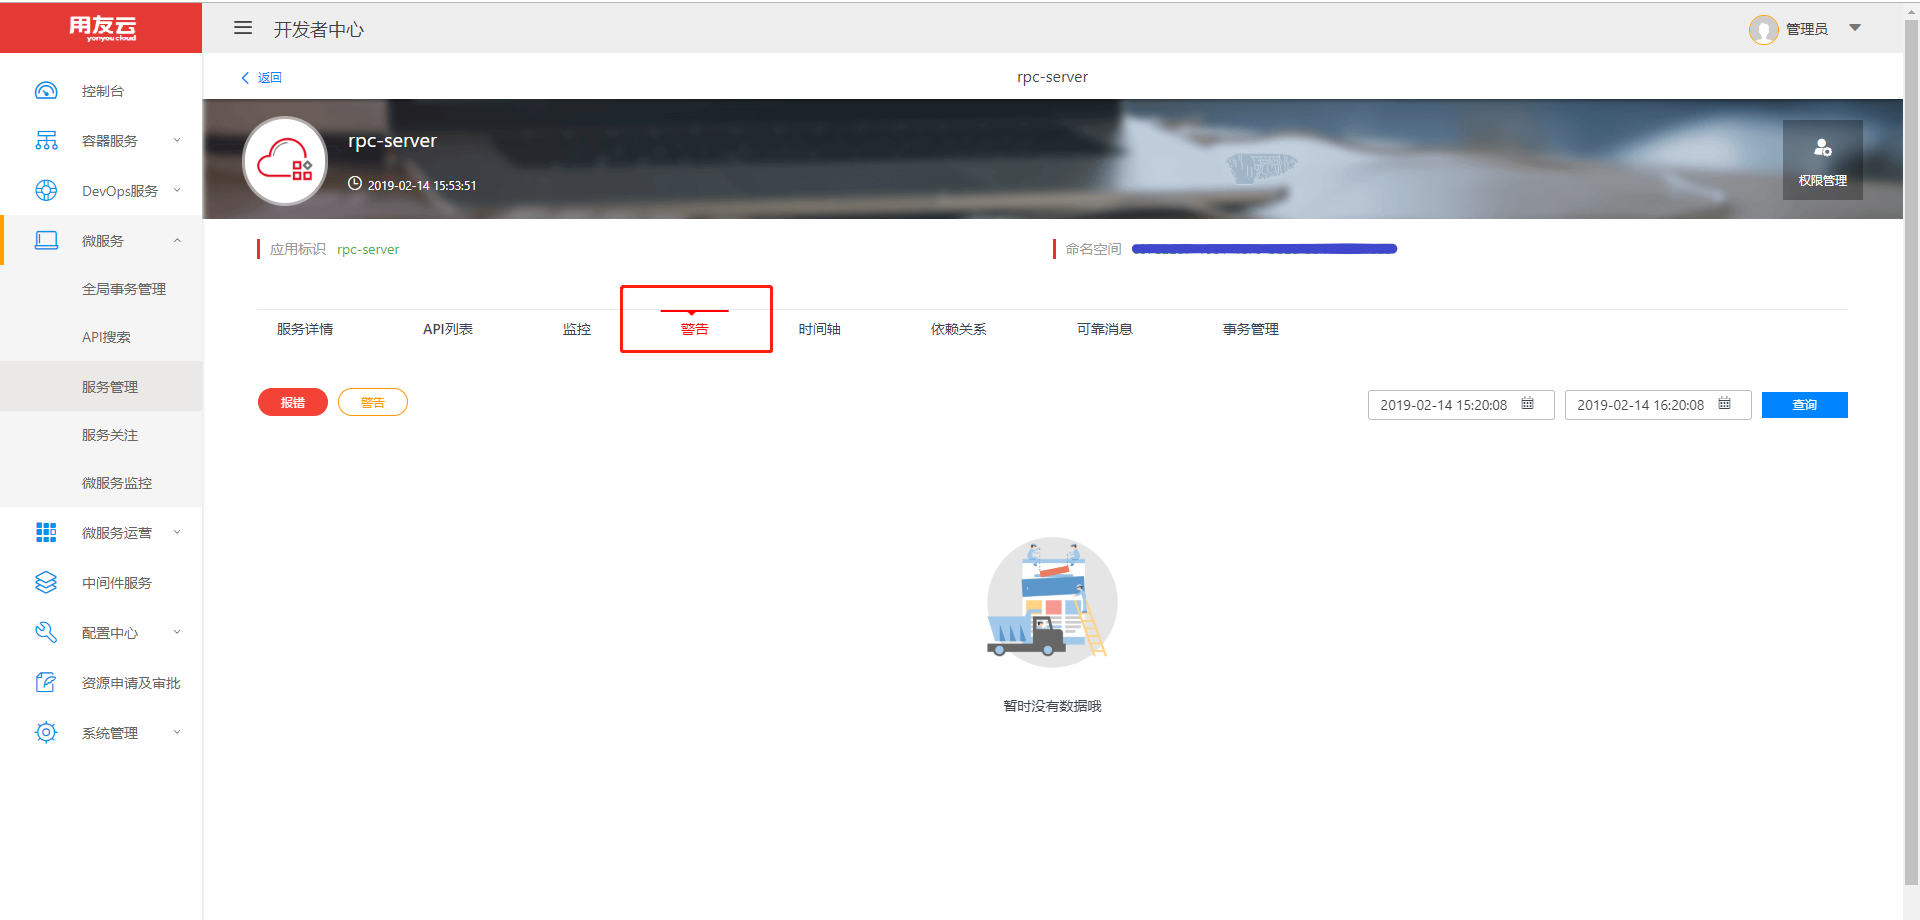 用友云
yonyou cloud
开发者中心
管理员
返回
rpc-server
控制台
容器服务
DevOps服务
微服务
全局事务管理
API搜索
服务管理
服务关注
微服务监控
微服务运营
中间件服务
配置中心
资源申请及审批
系统管理
rpc-server
2019-02-14 15:53:51
权限管理
应用标识 rpc-server
命名空间
服务详情 API列表 监控 警告 时间轴 依赖关系 可靠消息 事务管理
报错 警告
2019-02-14 15:20:08 2019-02-14 16:20:08 查询
暂时没有数据哦